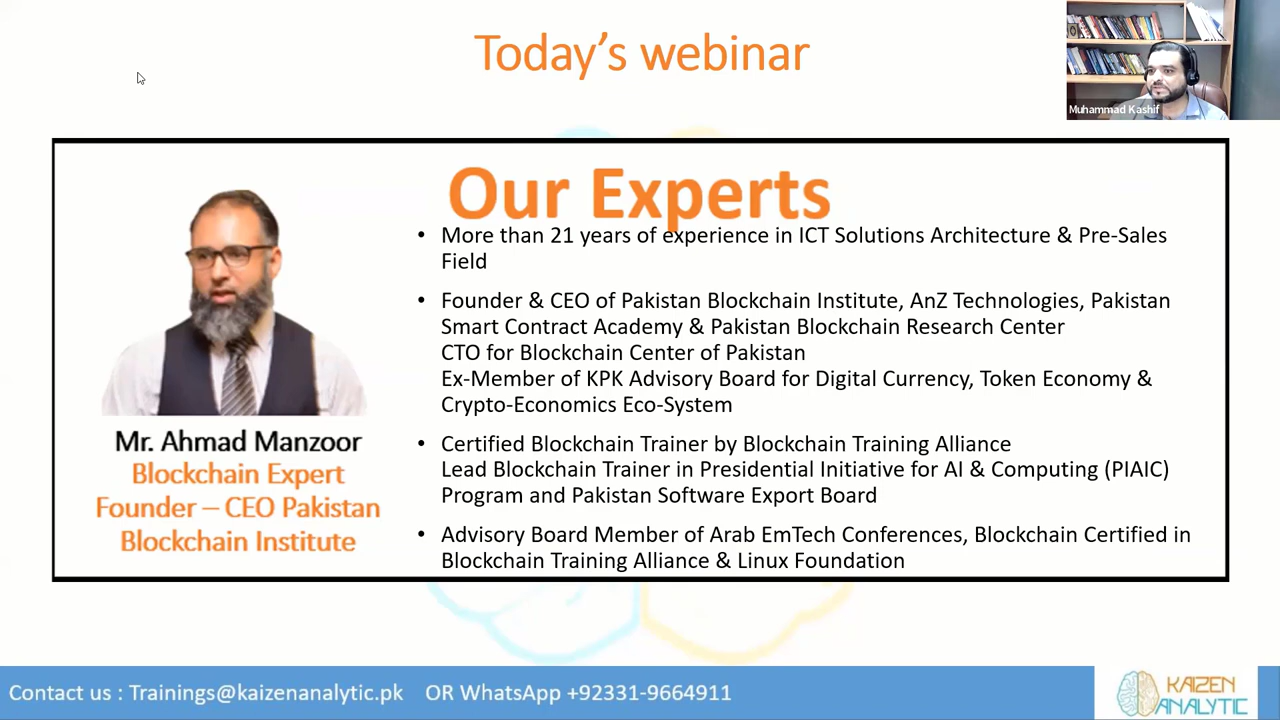 Today's webinar
Muhammad Kashif
Our Experts
• More than 21 years of experience in ICT Solutions Architecture & Pre-Sales
Field
• Founder & CEO of Pakistan Blockchain Institute, AnZ Technologies, Pakistan
Smart Contract Academy & Pakistan Blockchain Research Center
CTO for Blockchain Center of Pakistan
Ex-Member of KPK Advisory Board for Digital Currency, Token Economy &
Crypto-Economics Eco-System
• Certified Blockchain Trainer by Blockchain Training Alliance
Lead Blockchain Trainer in Presidential Initiative for AI & Computing (PIAIC)
Program and Pakistan Software Export Board
• Advisory Board Member of Arab EmTech Conferences, Blockchain Certified in
Blockchain Training Alliance & Linux Foundation
Mr. Ahmad Manzoor
Blockchain Expert
Founder – CEO Pakistan
Blockchain Institute
Contact us : Trainings@kaizenanalytic.pk OR WhatsApp +92331-9664911
KAIZEN
ANALYTIC